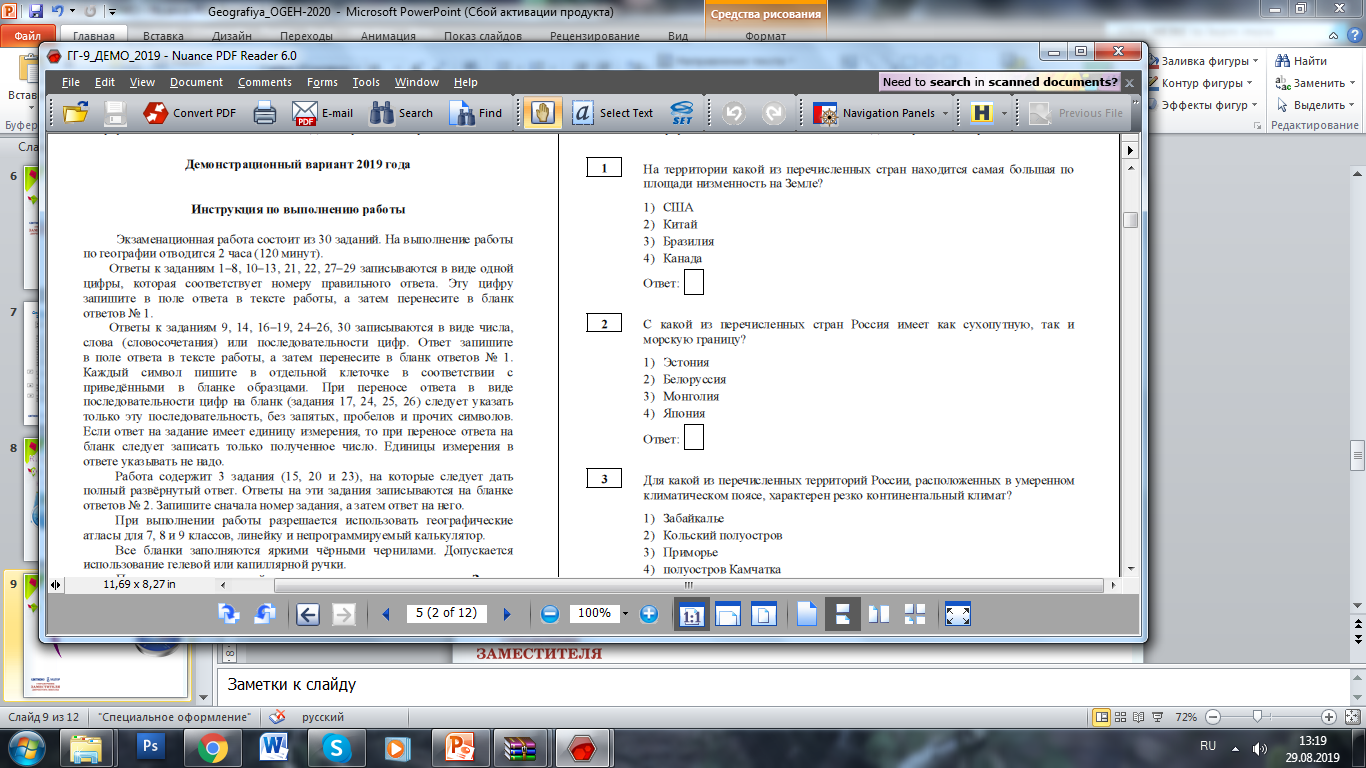 Geografiya_OGEH-2020 - Microsoft PowerPoint (Сбой активации продукта)
Средства рисования
Файл Главная Вставка Дизайн Переходы Анимация Показ слайдов Рецензирование Вид Формат
ГГ-9_ДЕМО_2019 - Nuance PDF Reader 6.0
File Edit View Document Comments Forms Tools Window Help
Need to search in scanned documents?
Convert PDF E-mail Search Find Select Text Navigation Panels Previous File
Заливка фигуры
Контур фигуры
Эффекты фигур
Найти
Заменить
Выделить
Редактирование
Демонстрационный вариант 2019 года
Инструкция по выполнению работы
Экзаменационная работа состоит из 30 заданий. На выполнение работы
по географии отводится 2 часа (120 минут).
Ответы к заданиям 1–8, 10–13, 21, 22, 27–29 записываются в виде одной
цифры, которая соответствует номеру правильного ответа. Эту цифру
запишите в поле ответа в тексте работы, а затем перенесите в бланк
ответов № 1.
Ответы к заданиям 9, 14, 16–19, 24–26, 30 записываются в виде числа,
слова (словосочетания) или последовательности цифр. Ответ запишите
в поле ответа в тексте работы, а затем перенесите в бланк ответов № 1.
Каждый символ пишите в отдельной клеточке в соответствии с
приведёнными в бланке образцами. При переносе ответа в виде
последовательности цифр на бланк (задания 17, 24, 25, 26) следует указать
только эту последовательность, без запятых, пробелов и прочих символов.
Если ответ на задание имеет единицу измерения, то при переносе ответа на
бланк следует записать только полученное число. Единицы измерения в
ответе указывать не надо.
Работа содержит 3 задания (15, 20 и 23), на которые следует дать
полный развёрнутый ответ. Ответы на эти задания записываются на бланке
ответов № 2. Запишите сначала номер задания, а затем ответ на него.
При выполнении работы разрешается использовать географические
атласы для 7, 8 и 9 классов, линейку и непрограммируемый калькулятор.
Все бланки заполняются яркими чёрными чернилами. Допускается
использование гелевой или капиллярной ручки.
1
На территории какой из перечисленных стран находится самая большая по
площади низменность на Земле?
1) США
2) Китай
3) Бразилия
4) Канада
Ответ:
2
С какой из перечисленных стран Россия имеет как сухопутную, так и
морскую границу?
1) Эстония
2) Белоруссия
3) Монголия
4) Япония
Ответ:
3
Для какой из перечисленных территорий России, расположенных в умеренном
климатическом поясе, характерен резко континентальный климат?
1) Забайкалье
2) Кольский полуостров
3) Приморье
4) полуостров Камчатка
11,69 x 8,27 in
5 (2 of 12)
100%
6
7
8
9
ЗАМЕСТИТЕЛЯ
Заметки к слайду
Слайд 9 из 12 "Специальное оформление" русский 72%
RU
13:19
29.08.2019